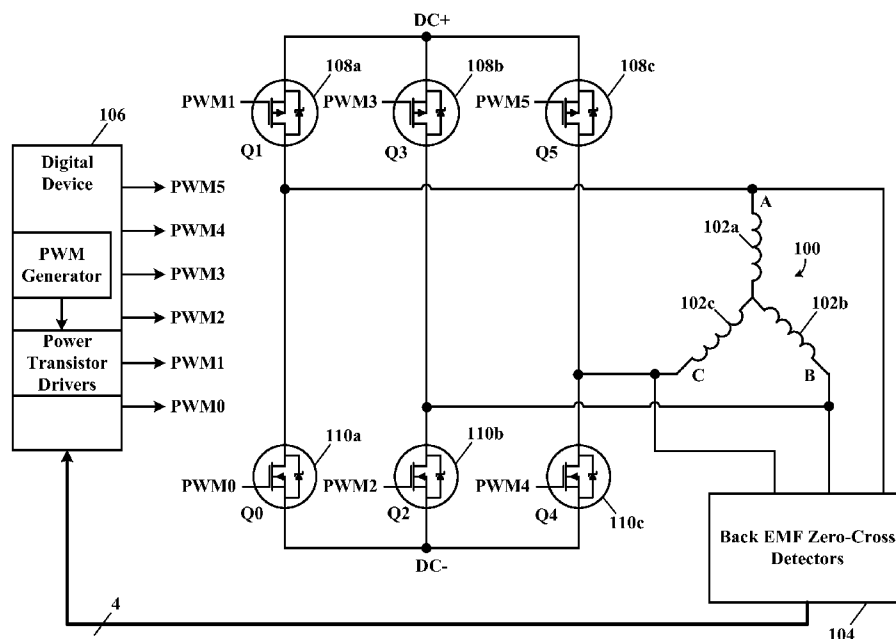 DC+
108a
108b
108c
PWM1
PWM3
PWM5
Q1
Q3
Q5
106
Digital
Device
PWM
Generator
Power
Transistor
Drivers
PWM5
PWM4
PWM3
PWM2
PWM1
PWM0
A
102a
100
102c
102b
C
B
110a
110b
110c
PWM0
PWM2
PWM4
Q0
Q2
Q4
DC-
Back EMF Zero-Cross
Detectors
104
4